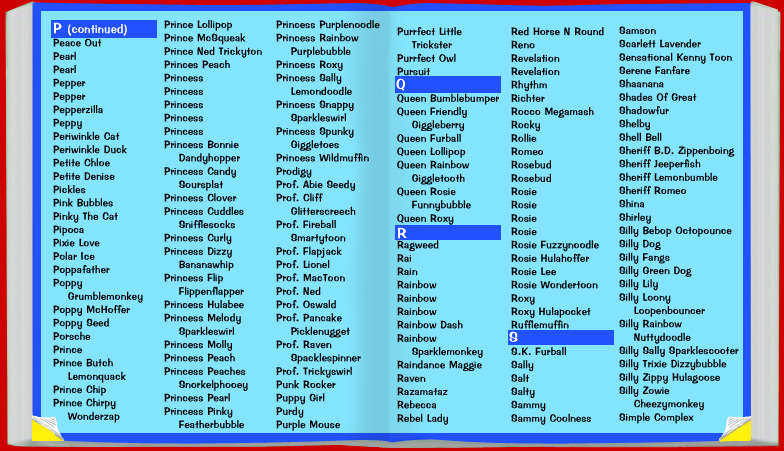 P (continued)
Peace Out
Pearl
Pearl
Pepper
Pepper
Pepperzilla
Peppy
Periwinkle Cat
Periwinkle Duck
Petite Chloe
Petite Denise
Pickles
Pink Bubbles
Pinky The Cat
Pipoca
Pixie Love
Polar Ice
Poppafather
Poppy
Grumblemonkey
Poppy McHoffer
Poppy Seed
Porsche
Prince
Prince Butch
Lemonquack
Prince Chip
Prince Chirpy
Wonderzap
Prince Lollipop
Prince McSqueak
Prince Ned Trickyton
Princes Peach
Princess
Princess
Princess
Princess
Princess
Princess Bonnie
Dandyhopper
Princess Candy
Soursplat
Princess Clover
Princess Cuddles
Snifflesocks
Princess Curly
Princess Dizzy
Bananawhip
Princess Flip
Flippenflapper
Princess Hulabee
Princess Melody
Sparkleswirl
Princess Molly
Princess Peach
Princess Peaches
Snorkelphooey
Princess Pearl
Princess Pinky
Featherbubble
Princess Purplenoodle
Princess Rainbow
Purplebubble
Princess Roxy
Princess Sally
Lemondoodle
Princess Snappy
Sparkleswirl
Princess Spunky
Giggletoes
Princess Wildmuffin
Prodigy
Prof. Abie Seedy
Prof. Cliff
Glitterscreech
Prof. Fireball
Smartytoon
Prof. Flapjack
Prof. Lionel
Prof. MacToon
Prof. Ned
Prof. Oswald
Prof. Pancake
Picklenugget
Prof. Raven
Spacklespinner
Prof. Trickyswirl
Punk Rocker
Puppy Girl
Purdy
Purple Mouse
Purrfect Little
Trickster
Purrfect Owl
Pursuit
Q
Queen Bumblebumper
Queen Friendly
Giggleberry
Queen Furball
Queen Lollipop
Queen Rainbow
Giggletooth
Queen Rosie
Funnybubble
Queen Roxy
R
Ragweed
Rai
Rain
Rainbow
Rainbow
Rainbow
Rainbow Dash
Rainbow
Sparklemonkey
Raindance Maggie
Raven
Razamataz
Rebecca
Rebel Lady
Red Horse N Round
Reno
Revelation
Revelation
Rhythm
Richter
Rocco Megamash
Rocky
Rollie
Romeo
Rosebud
Rosebud
Rosie
Rosie
Rosie
Rosie
Rosie Fuzzynoodle
Rosie Hulahoffer
Rosie Lee
Rosie Wondertoon
Roxy
Roxy Hulapocket
Rufflemuffin
S
S.K. Furball
Sally
Salt
Salty
Sammy
Sammy Coolness
Samson
Scarlett Lavender
Sensational Kenny Toon
Serene Fanfare
Shaanana
Shades Of Great
Shadowfur
Shelby
Shell Bell
Sheriff B.D. Zippenboing
Sheriff Jeeperfish
Sheriff Lemonbumble
Sheriff Romeo
Shina
Shirley
Silly Bebop Octopounce
Silly Dog
Silly Fangs
Silly Green Dog
Silly Lily
Silly Loony
Loopenbouncer
Silly Rainbow
Nuttydoodle
Silly Sally Sparklescooter
Silly Trixie Dizzybubble
Silly Zippy Hulagoose
Silly Zowie
Cheezymonkey
Simple Complex